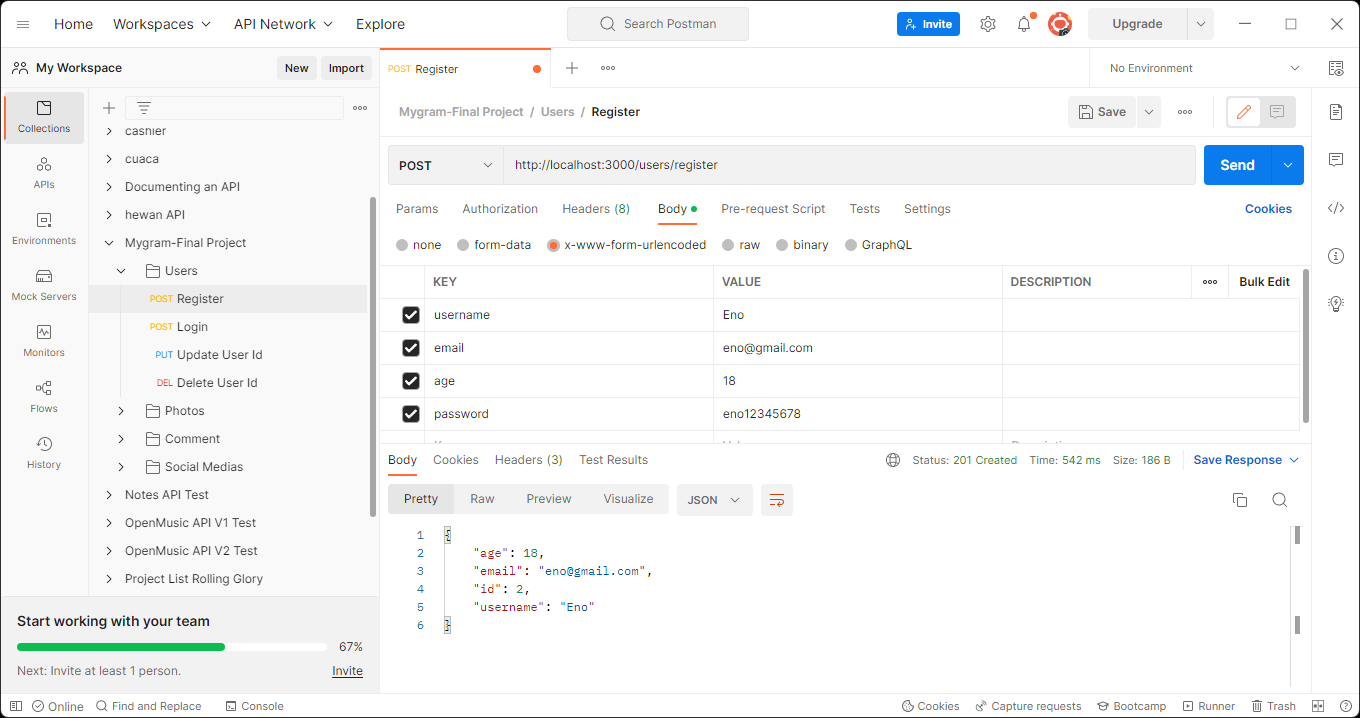 Home Workspaces API Network Explore Search Postman Invite Upgrade
My Workspace New Import
POST Register No Environment
Mygram-Final Project / Users / Register Save
POST http://localhost:3000/users/register Send
Params Authorization Headers (8) Body Pre-request Script Tests Settings Cookies
none form-data x-www-form-urlencoded raw binary GraphQL
KEY VALUE DESCRIPTION Bulk Edit
username Eno
email eno@gmail.com
age 18
password eno12345678
Collections
APIs
Environments
Mock Servers
Monitors
Flows
History
cashier
cuaca
Documenting an API
hewan API
Mygram-Final Project
Users
POST Register
POST Login
PUT Update User Id
DEL Delete User Id
Photos
Comment
Social Medias
Notes API Test
OpenMusic API V1 Test
OpenMusic API V2 Test
Project List Rolling Glory
Body Cookies Headers (3) Test Results Status: 201 Created Time: 542 ms Size: 186 B Save Response
Pretty Raw Preview Visualize JSON
1 {
2 "age": 18,
3 "email": "eno@gmail.com",
4 "id": 2,
5 "username": "Eno"
6 }
Start working with your team
67%
Next: Invite at least 1 person. Invite
Online Find and Replace Console Cookies Capture requests Bootcamp Runner Trash